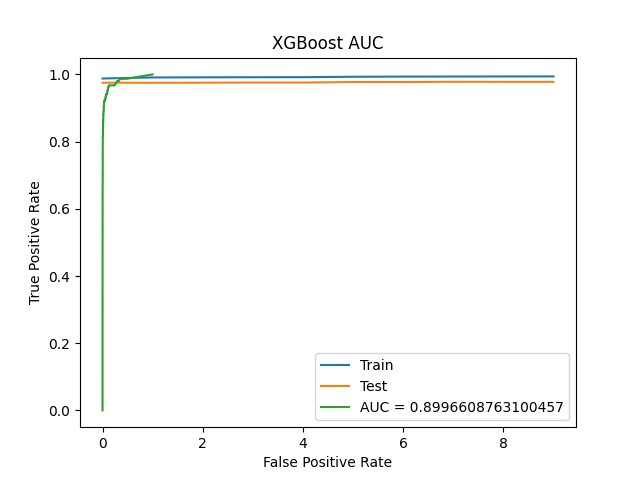 XGBoost AUC
1.0
0.8
0.6
0.4
0.2
0.0
True Positive Rate
Train
Test
AUC = 0.8996608763100457
0 2 4 6 8
False Positive Rate